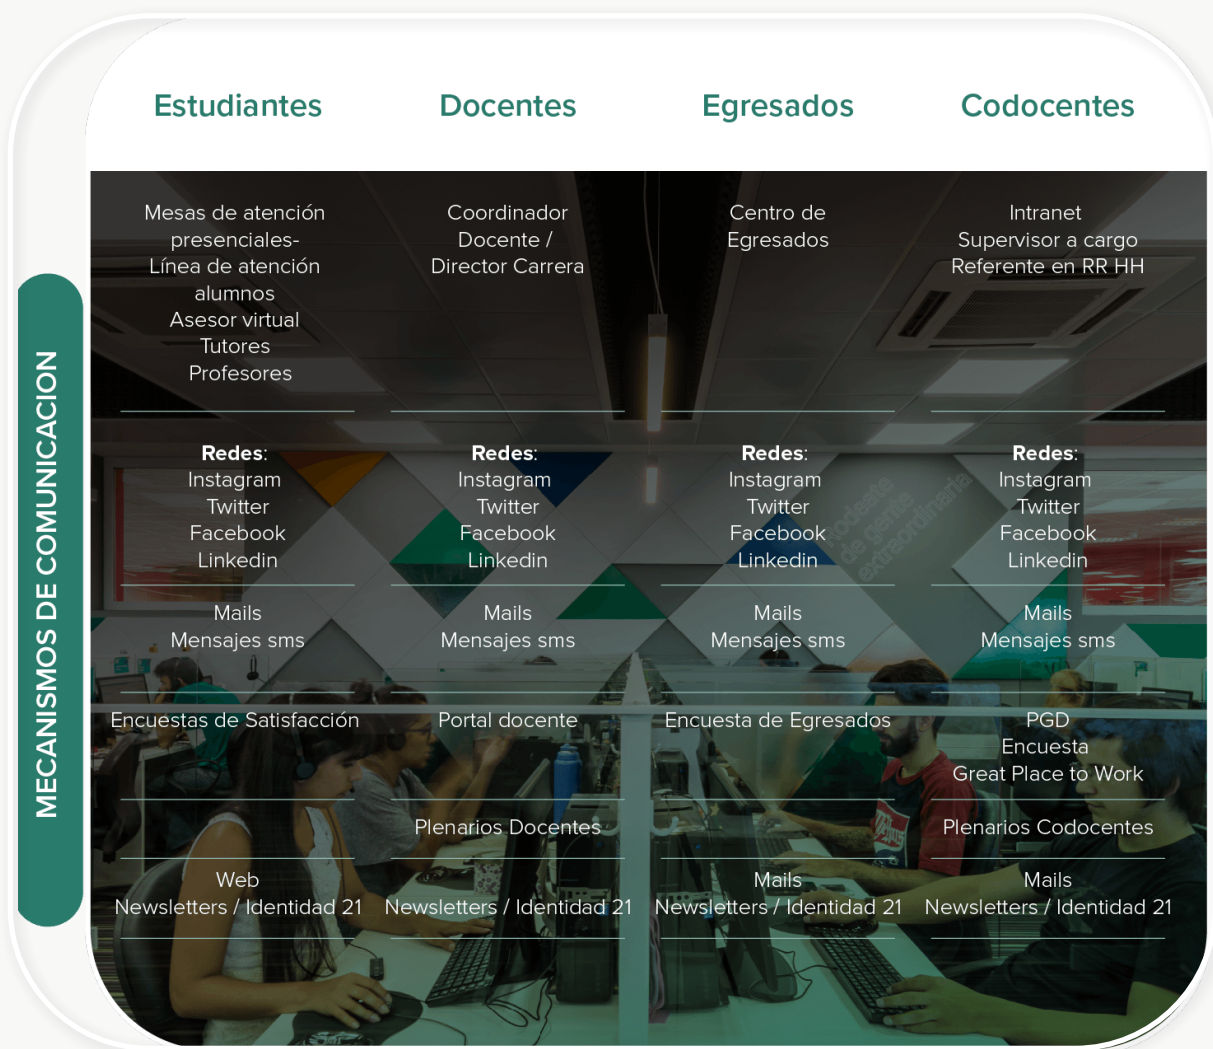 Estudiantes
Docentes
Egresados
Codocentes
MECANISMOS DE COMUNICACION
Mesas de atención
presenciales-
Línea de atención
alumnos
Asesor virtual
Tutores
Profesores
Coordinador
Docente /
Director Carrera
Centro de
Egresados
Intranet
Supervisor a cargo
Referente en RR HH
Redes:
Instagram
Twitter
Facebook
Linkedin
Redes:
Instagram
Twitter
Facebook
Linkedin
Redes:
Instagram
Twitter
Facebook
Linkedin
Redes:
Instagram
Twitter
Facebook
Linkedin
Mails
Mensajes sms
Mails
Mensajes sms
Mails
Mensajes sms
Mails
Mensajes sms
Encuestas de Satisfacción
Portal docente
Encuesta de Egresados
PGD
Encuesta
Great Place to Work
Plenarios Docentes
Plenarios Codocentes
Web
Newsletters / Identidad 21
Newsletters / Identidad 21
Mails
Newsletters / Identidad 21
Mails
Newsletters / Identidad 21
de gente
extraordinaria